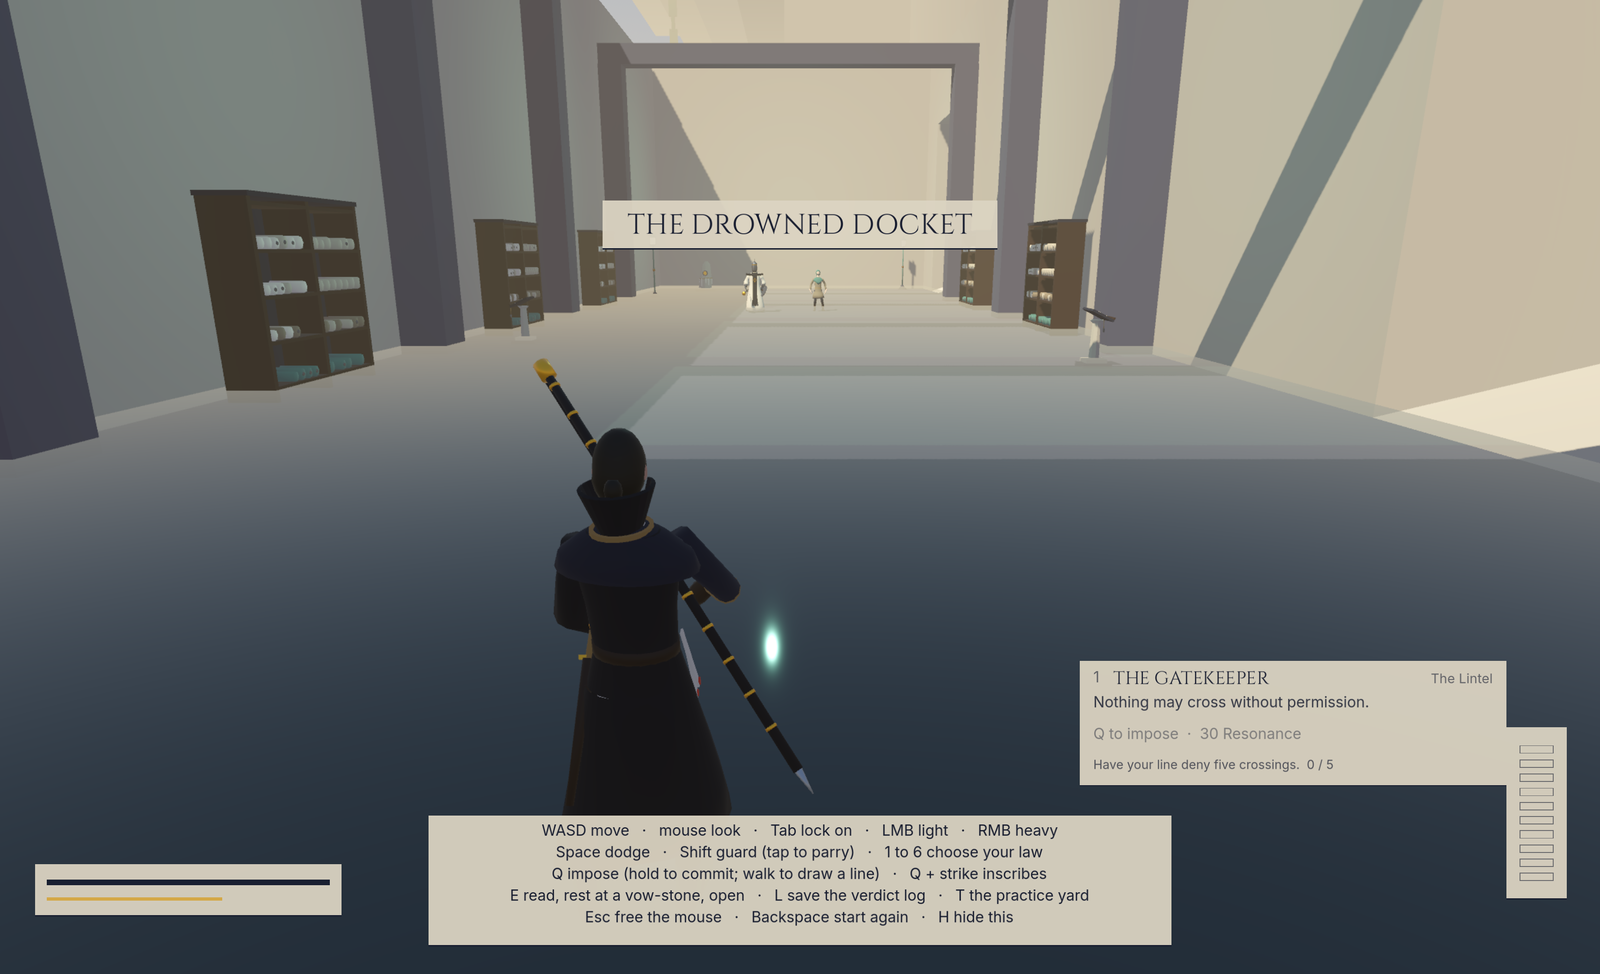 THE DROWNED DOCKET
1 THE GATEKEEPER The Lintel
Nothing may cross without permission.
Q to impose · 30 Resonance
Have your line deny five crossings. 0 / 5
WASD move · mouse look · Tab lock on · LMB light · RMB heavy
Space dodge · Shift guard (tap to parry) · 1 to 6 choose your law
Q impose (hold to commit; walk to draw a line) · Q + strike inscribes
E read, rest at a vow-stone, open · L save the verdict log · T the practice yard
Esc free the mouse · Backspace start again · H hide this